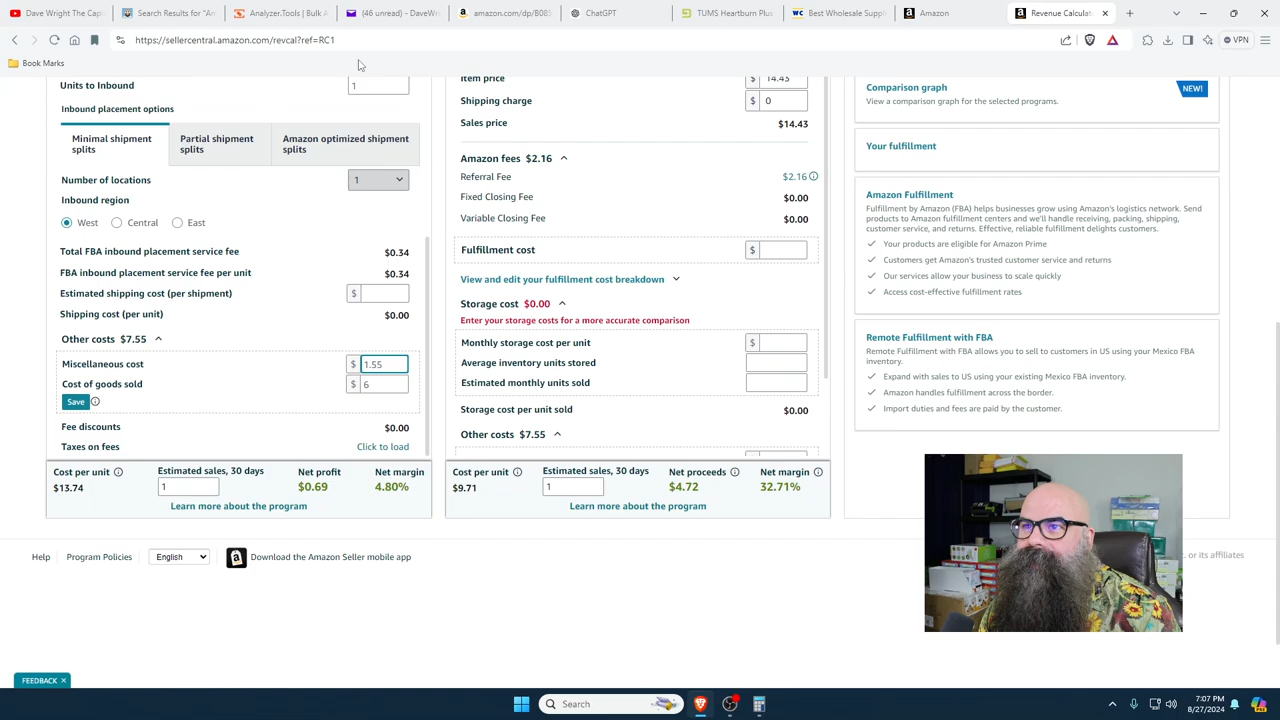 Dave Wright The Cap
Search Results for "Am
Analyzer.Tools | Bulk A
(46 unread) - DaveWr
amazon.com/dp/B085
ChatGPT
TUMS Heartburn Plus
Best Wholesale Suppl
Amazon
Revenue Calculat
https://sellercentral.amazon.com/revcal?ref=RC1
VPN
Book Marks
Units to Inbound
1
Inbound placement options
Minimal shipment splits
Partial shipment splits
Amazon optimized shipment splits
Number of locations
1
Inbound region
West
Central
East
Total FBA inbound placement service fee
$0.34
FBA inbound placement service fee per unit
$0.34
Estimated shipping cost (per shipment)
$
Shipping cost (per unit)
$0.00
Other costs $7.55
Miscellaneous cost
$ 1.55
Cost of goods sold
$ 6
Save
Fee discounts
$0.00
Taxes on fees
Click to load
Cost per unit
$13.74
Estimated sales, 30 days
1
Net profit
$0.69
Net margin
4.80%
Learn more about the program
Item price
$ 14.43
Shipping charge
$ 0
Sales price
$14.43
Amazon fees $2.16
Referral Fee
$2.16
Fixed Closing Fee
$0.00
Variable Closing Fee
$0.00
Fulfillment cost
$
View and edit your fulfillment cost breakdown
Storage cost $0.00
Enter your storage costs for a more accurate comparison
Monthly storage cost per unit
$
Average inventory units stored
Estimated monthly units sold
Storage cost per unit sold
$0.00
Other costs $7.55
Cost per unit
$9.71
Estimated sales, 30 days
1
Net proceeds
$4.72
Net margin
32.71%
Learn more about the program
Comparison graph
NEW!
View a comparison graph for the selected programs.
Your fulfillment
Amazon Fulfillment
Fulfillment by Amazon (FBA) helps businesses grow using Amazon's logistics network. Send
products to Amazon fulfillment centers and we'll handle receiving, packing, shipping,
customer service, and returns. Effective, reliable fulfillment delights customers.
Your products are eligible for Amazon Prime
Customers get Amazon's trusted customer service and returns
Our services allow your business to scale quickly
Access cost-effective fulfillment rates
Remote Fulfillment with FBA
Remote Fulfillment with FBA allows you to sell to customers in US using your Mexico FBA
inventory.
Expand with sales to US using your existing Mexico FBA inventory.
Amazon handles fulfillment across the border.
Import duties and fees are paid by the customer.
Help
Program Policies
English
Download the Amazon Seller mobile app
or its affiliates
FEEDBACK
Search
7:07 PM
8/27/2024